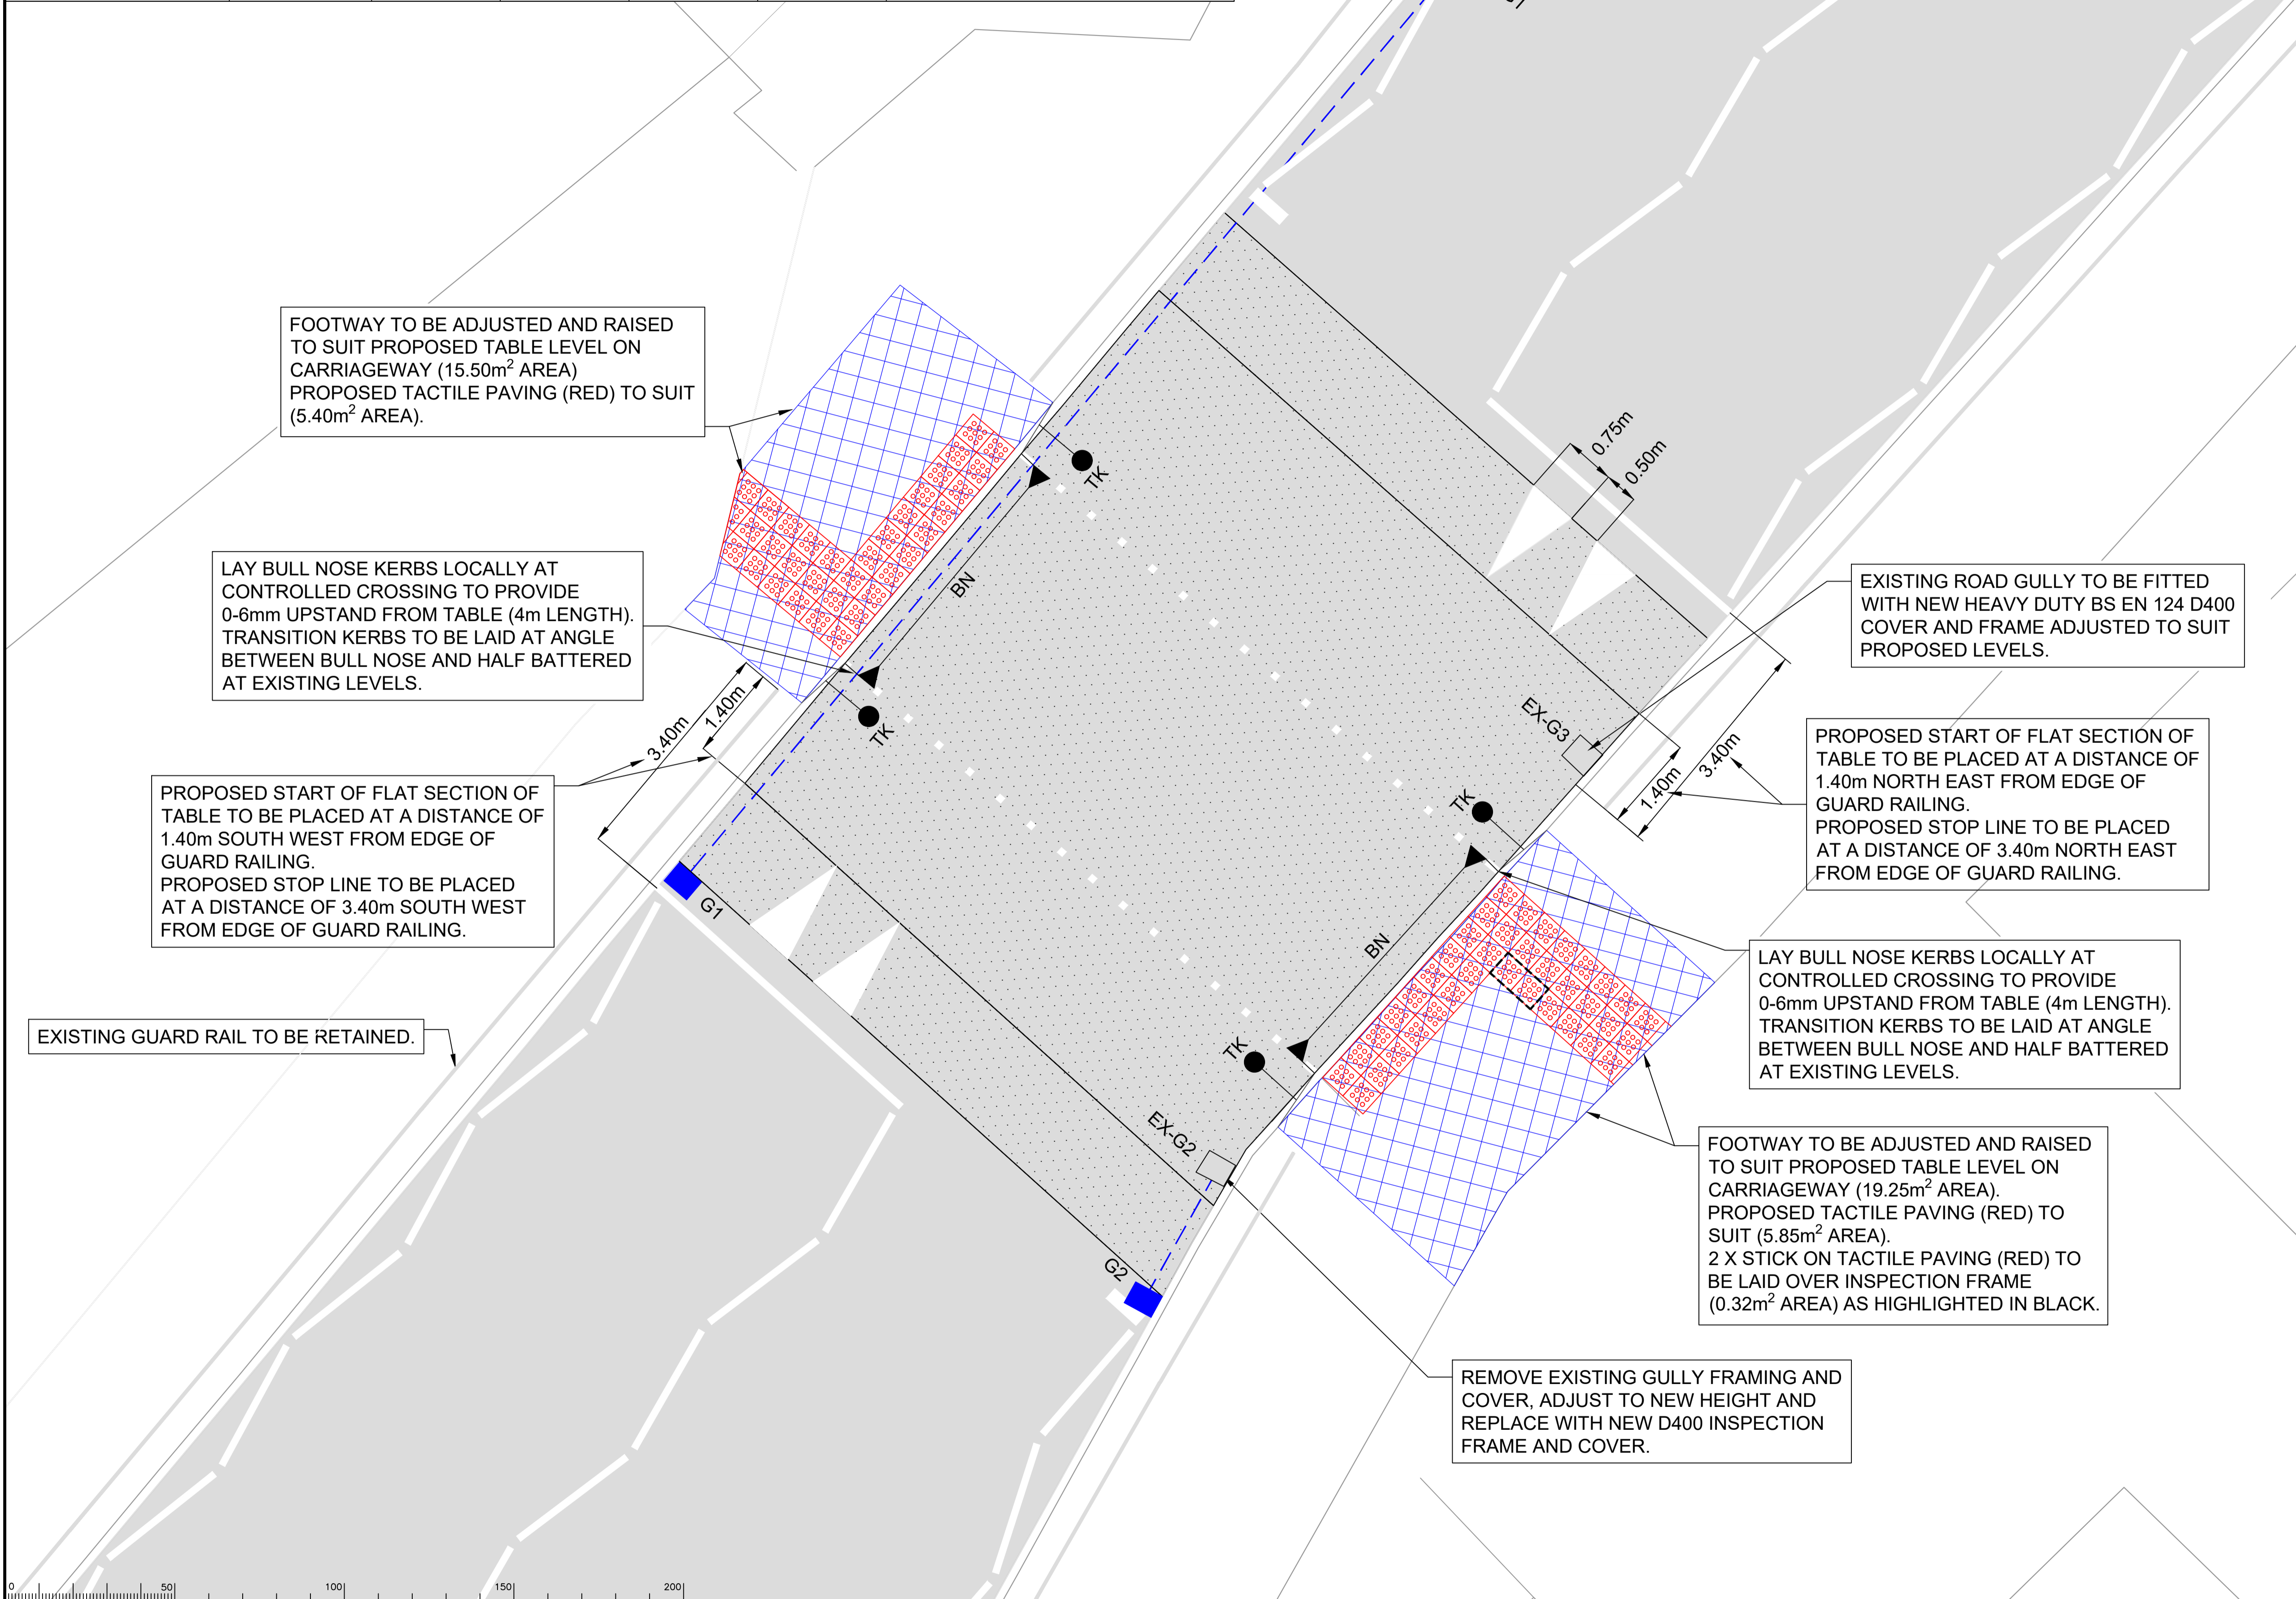 FOOTWAY TO BE ADJUSTED AND RAISED
TO SUIT PROPOSED TABLE LEVEL ON
CARRIAGEWAY (15.50m² AREA)
PROPOSED TACTILE PAVING (RED) TO SUIT
(5.40m² AREA).
LAY BULL NOSE KERBS LOCALLY AT
CONTROLLED CROSSING TO PROVIDE
0-6mm UPSTAND FROM TABLE (4m LENGTH).
TRANSITION KERBS TO BE LAID AT ANGLE
BETWEEN BULL NOSE AND HALF BATTERED
AT EXISTING LEVELS.
PROPOSED START OF FLAT SECTION OF
TABLE TO BE PLACED AT A DISTANCE OF
1.40m SOUTH WEST FROM EDGE OF
GUARD RAILING.
PROPOSED STOP LINE TO BE PLACED
AT A DISTANCE OF 3.40m SOUTH WEST
FROM EDGE OF GUARD RAILING.
EXISTING GUARD RAIL TO BE RETAINED.
3.40m
1.40m
TK
BN
TK
G1
0.75m
0.50m
EX-G3
TK
BN
TK
EX-G2
G2
1.40m
3.40m
EXISTING ROAD GULLY TO BE FITTED
WITH NEW HEAVY DUTY BS EN 124 D400
COVER AND FRAME ADJUSTED TO SUIT
PROPOSED LEVELS.
PROPOSED START OF FLAT SECTION OF
TABLE TO BE PLACED AT A DISTANCE OF
1.40m NORTH EAST FROM EDGE OF
GUARD RAILING.
PROPOSED STOP LINE TO BE PLACED
AT A DISTANCE OF 3.40m NORTH EAST
FROM EDGE OF GUARD RAILING.
LAY BULL NOSE KERBS LOCALLY AT
CONTROLLED CROSSING TO PROVIDE
0-6mm UPSTAND FROM TABLE (4m LENGTH).
TRANSITION KERBS TO BE LAID AT ANGLE
BETWEEN BULL NOSE AND HALF BATTERED
AT EXISTING LEVELS.
FOOTWAY TO BE ADJUSTED AND RAISED
TO SUIT PROPOSED TABLE LEVEL ON
CARRIAGEWAY (19.25m² AREA).
PROPOSED TACTILE PAVING (RED) TO
SUIT (5.85m² AREA).
2 X STICK ON TACTILE PAVING (RED) TO
BE LAID OVER INSPECTION FRAME
(0.32m² AREA) AS HIGHLIGHTED IN BLACK.
REMOVE EXISTING GULLY FRAMING AND
COVER, ADJUST TO NEW HEIGHT AND
REPLACE WITH NEW D400 INSPECTION
FRAME AND COVER.
0 50 100 150 200